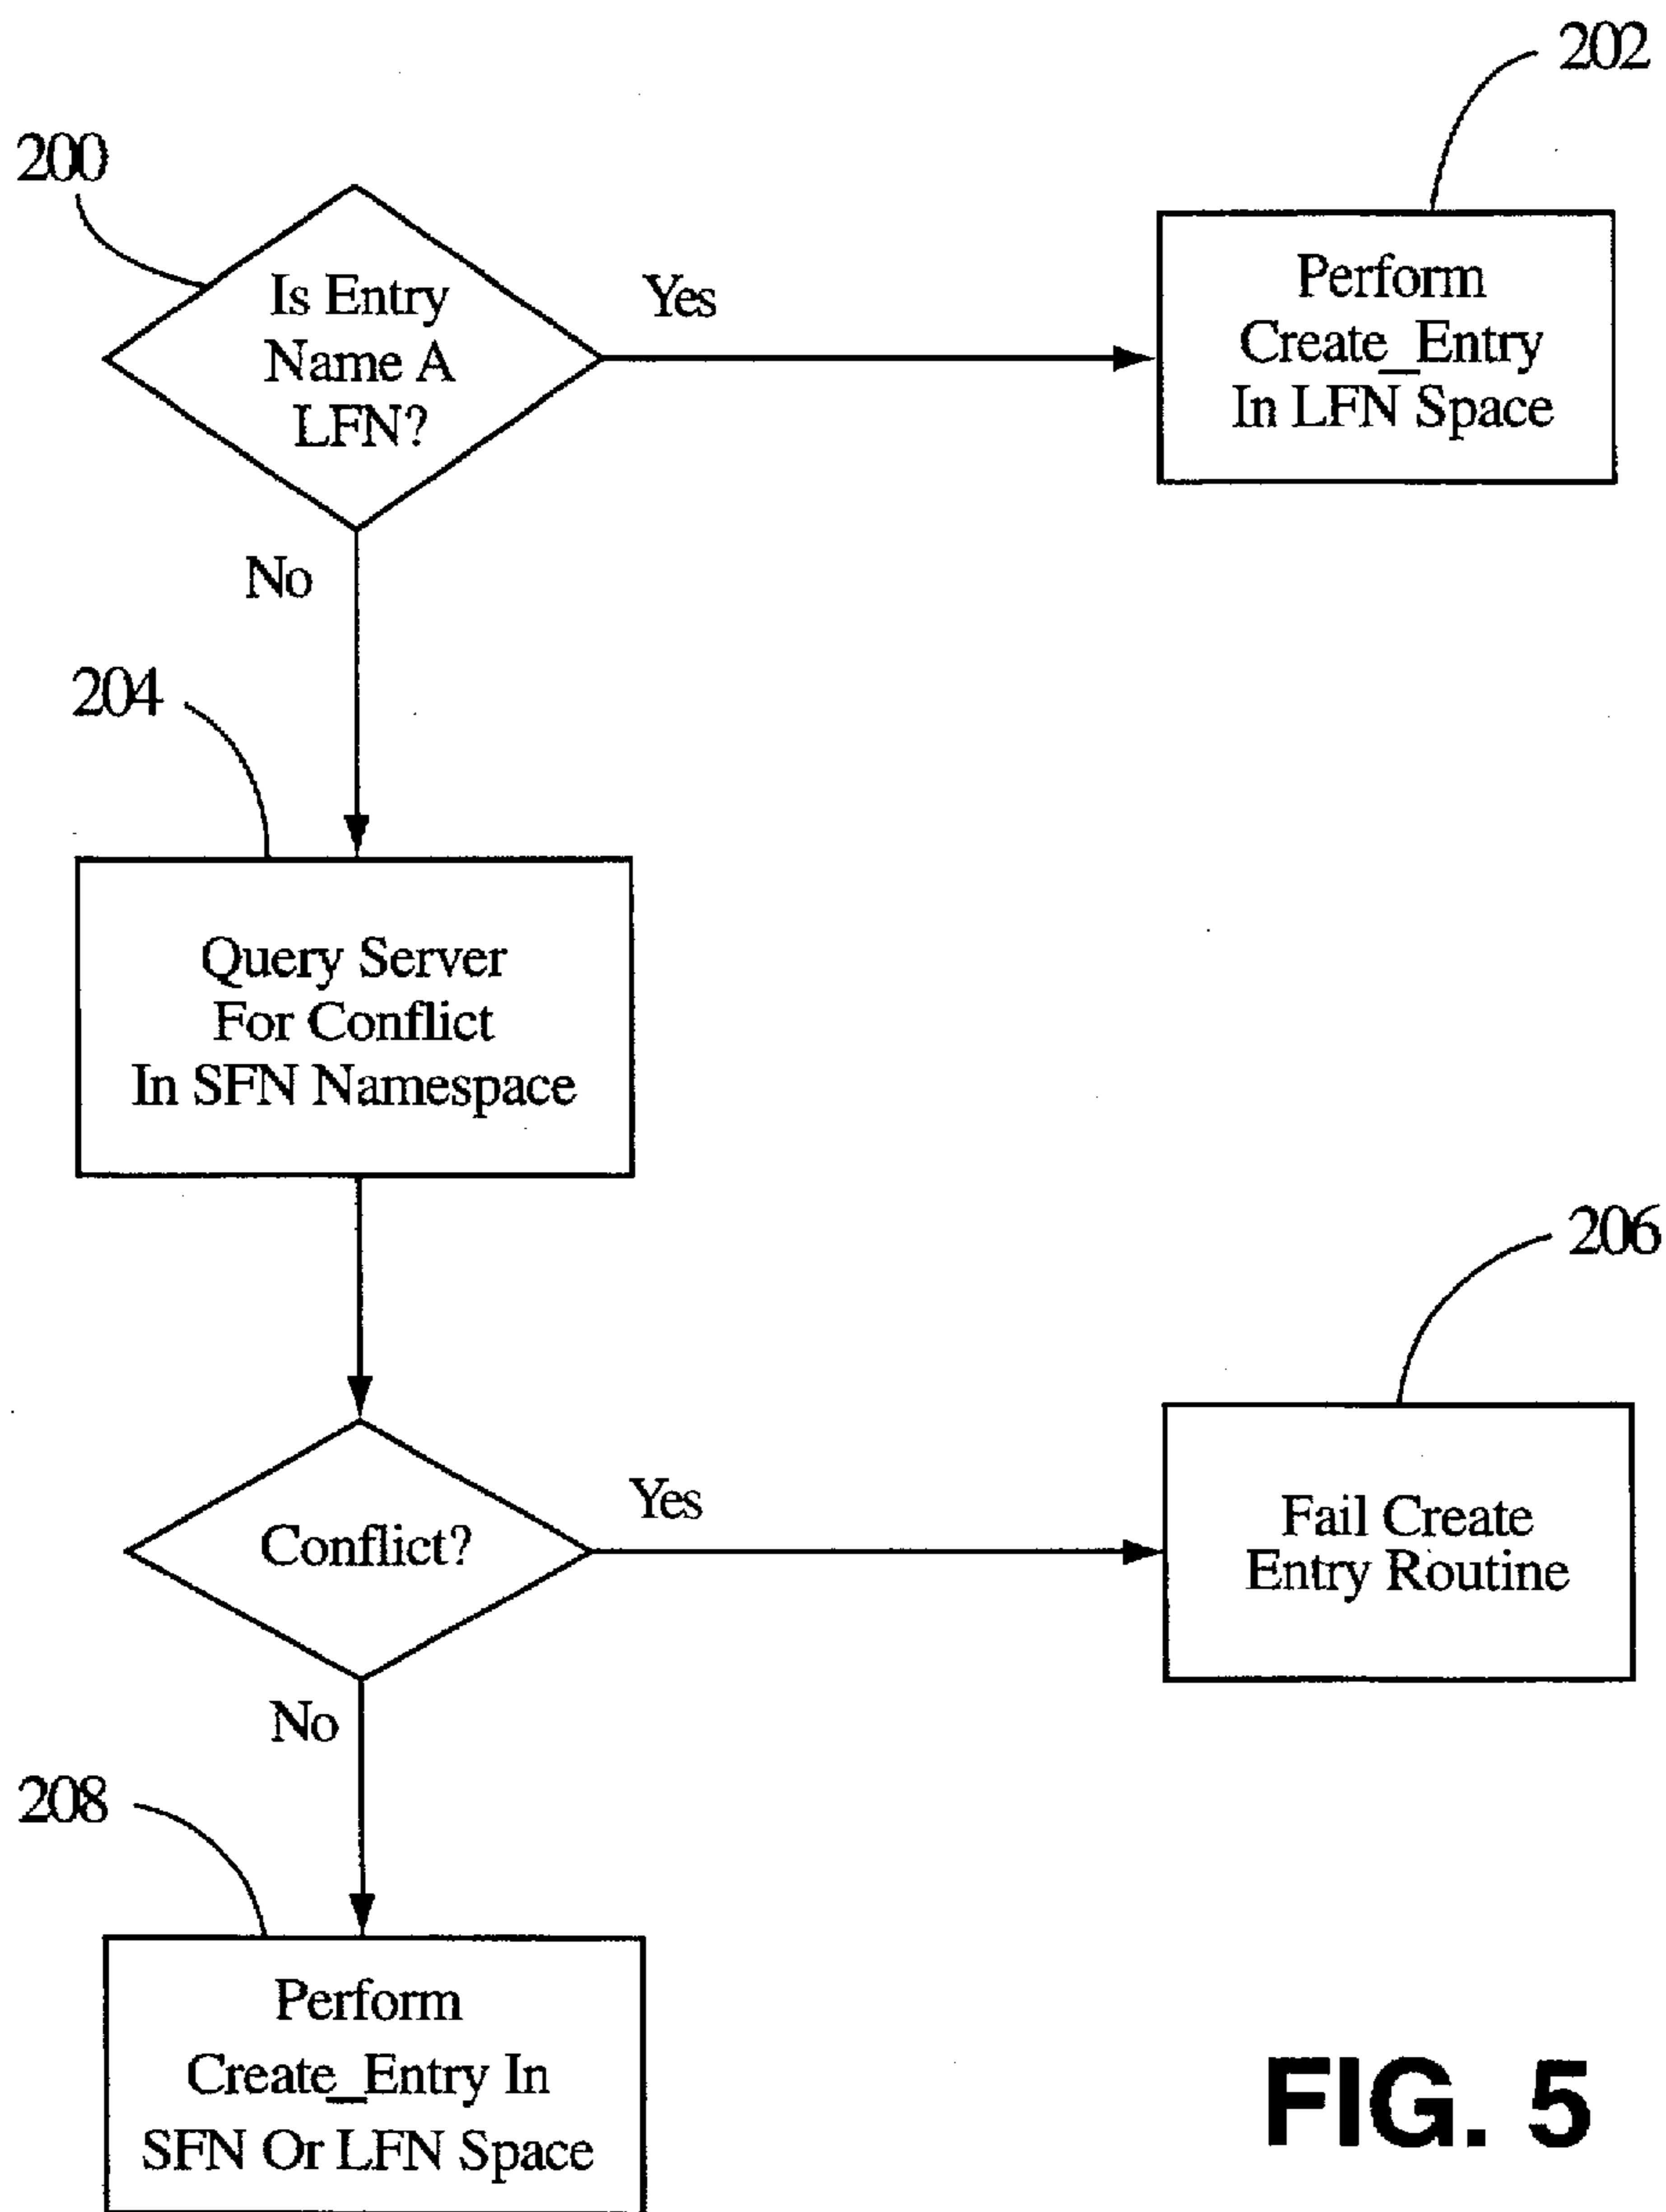 202
200
Is Entry
Name A
LFN?
Yes
Perform
Create_Entry
In LFN Space
No
204
Query Server
For Conflict
In SFN Namespace
206
Conflict?
Yes
Fail Create
Entry Routine
No
208
Perform
Create_Entry In
SFN Or LFN Space
FIG. 5